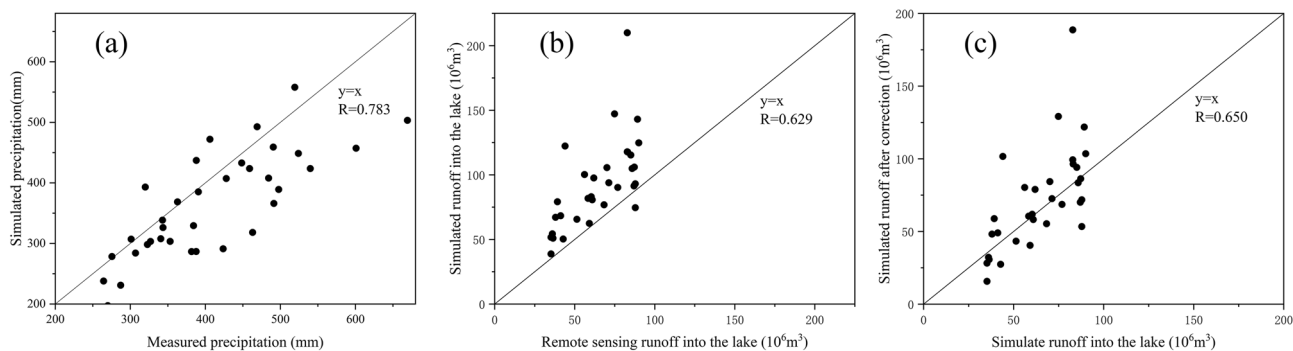 (a)
y=x
R=0.783
Simulated precipitation(mm)
600
500
400
300
200
200
300
400
500
600
Measured precipitation (mm)
(b)
y=x
R=0.629
Simulated runoff into the lake (10⁶m³)
200
150
100
50
0
0
50
100
150
200
Remote sensing runoff into the lake (10⁶m³)
(c)
y=x
R=0.650
Simulated runoff after correction (10⁶m³)
200
150
100
50
0
0
50
100
150
200
Simulate runoff into the lake (10⁶m³)